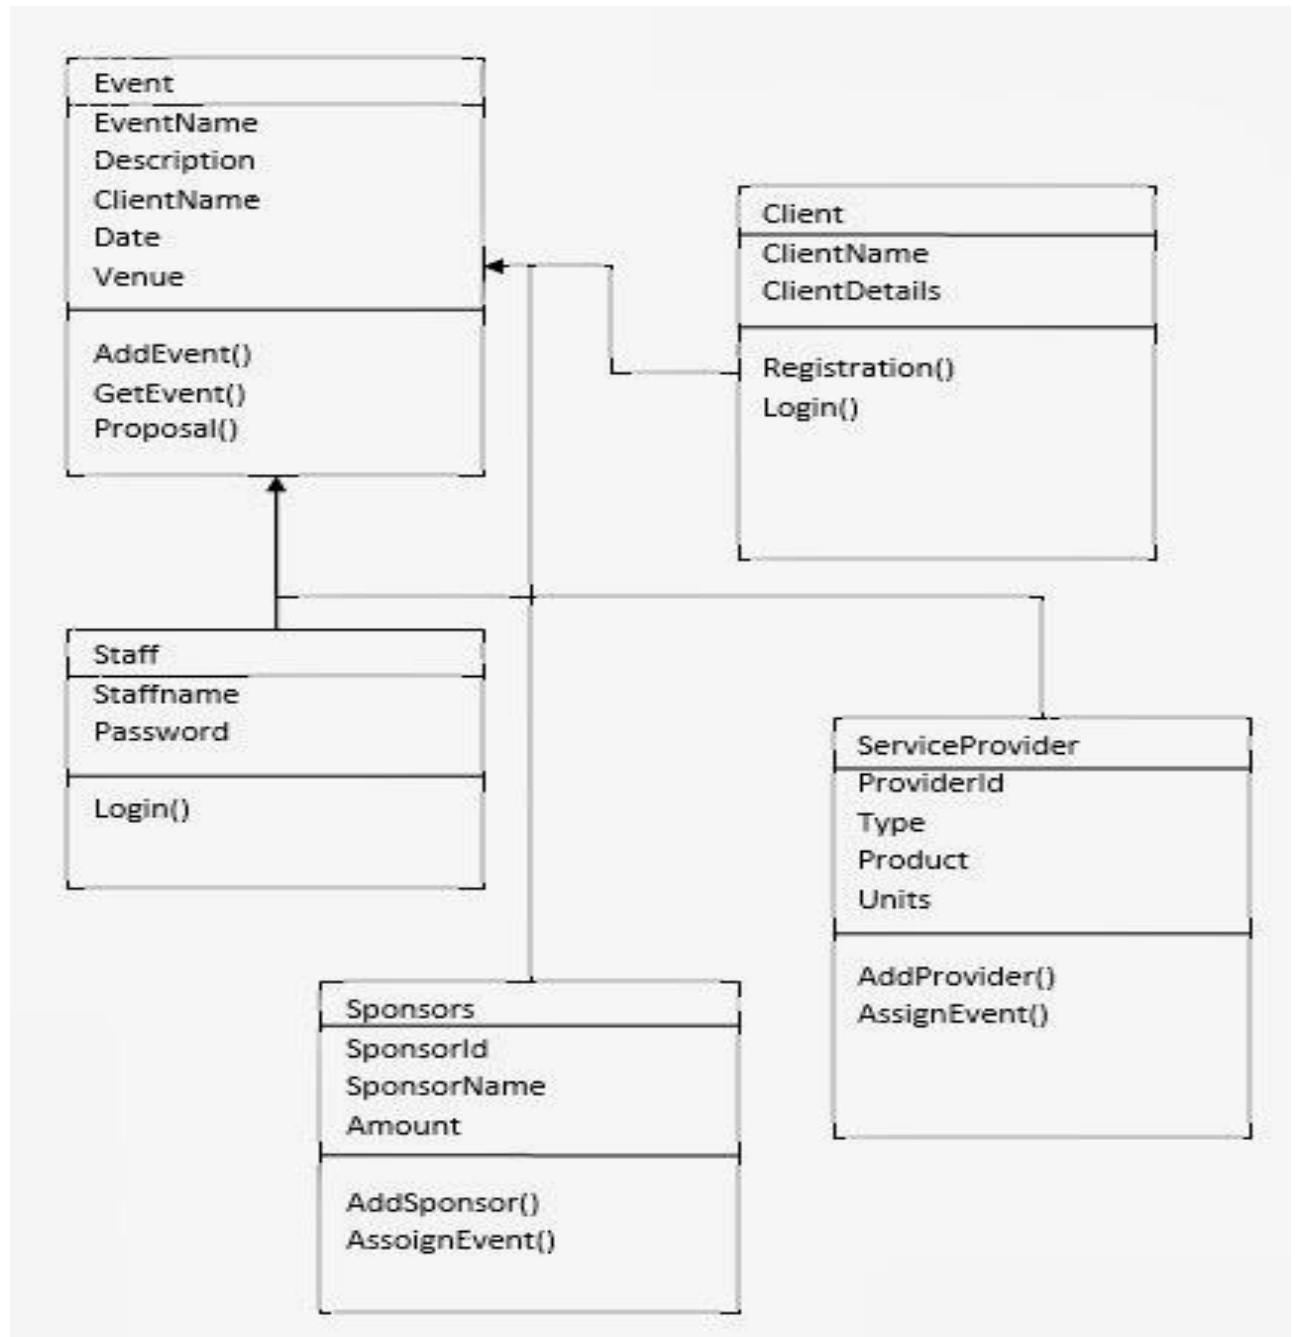 Event
EventName
Description
ClientName
Date
Venue
AddEvent()
GetEvent()
Proposal()
Client
ClientName
ClientDetails
Registration()
Login()
Staff
Staffname
Password
Login()
ServiceProvider
ProviderId
Type
Product
Units
AddProvider()
AssignEvent()
Sponsors
SponsorId
SponsorName
Amount
AddSponsor()
AssoignEvent()